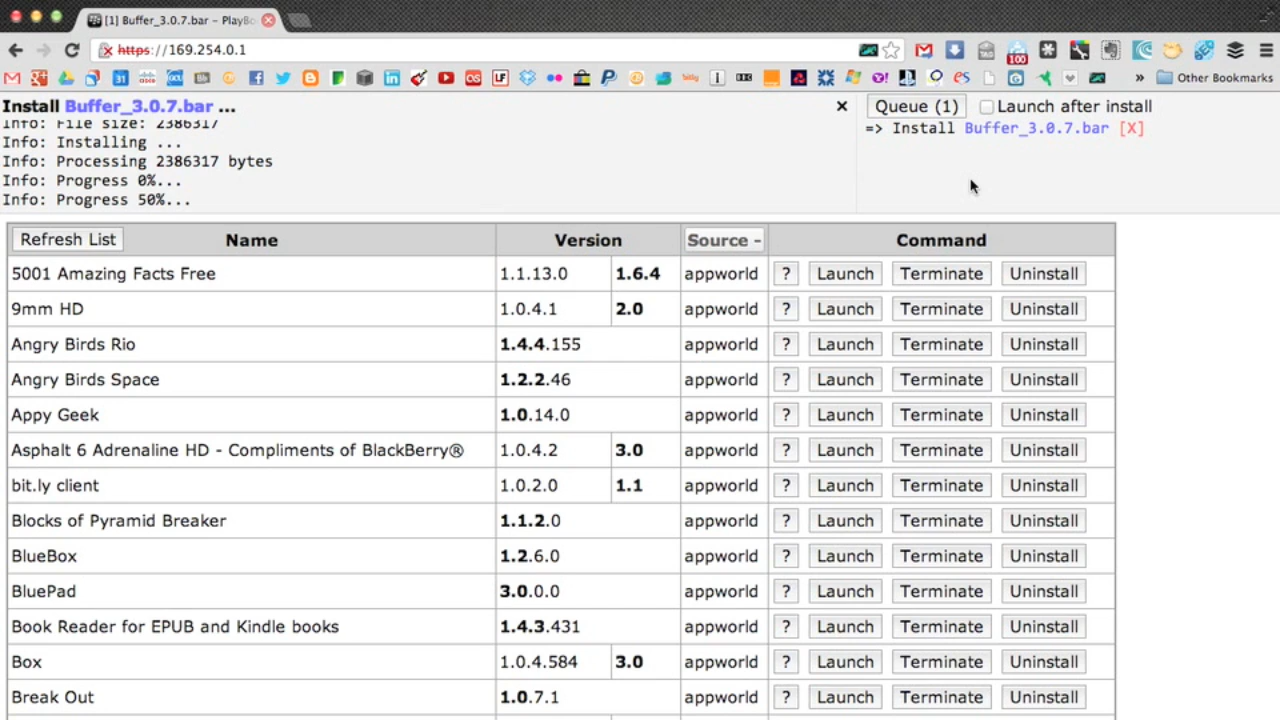 [1] Buffer_3.0.7.bar – PlayBo
https://169.254.0.1
100
Other Bookmarks
Install Buffer_3.0.7.bar ...
Queue (1) Launch after install
Info: File size: 2386317
=> Install Buffer_3.0.7.bar [X]
Info: Installing ...
Info: Processing 2386317 bytes
Info: Progress 0%...
Info: Progress 50%...
Refresh List Name Version Source - Command
5001 Amazing Facts Free 1.1.13.0 1.6.4 appworld ? Launch Terminate Uninstall
9mm HD 1.0.4.1 2.0 appworld ? Launch Terminate Uninstall
Angry Birds Rio 1.4.4.155 appworld ? Launch Terminate Uninstall
Angry Birds Space 1.2.2.46 appworld ? Launch Terminate Uninstall
Appy Geek 1.0.14.0 appworld ? Launch Terminate Uninstall
Asphalt 6 Adrenaline HD - Compliments of BlackBerry® 1.0.4.2 3.0 appworld ? Launch Terminate Uninstall
bit.ly client 1.0.2.0 1.1 appworld ? Launch Terminate Uninstall
Blocks of Pyramid Breaker 1.1.2.0 appworld ? Launch Terminate Uninstall
BlueBox 1.2.6.0 appworld ? Launch Terminate Uninstall
BluePad 3.0.0.0 appworld ? Launch Terminate Uninstall
Book Reader for EPUB and Kindle books 1.4.3.431 appworld ? Launch Terminate Uninstall
Box 1.0.4.584 3.0 appworld ? Launch Terminate Uninstall
Break Out 1.0.7.1 appworld ? Launch Terminate Uninstall